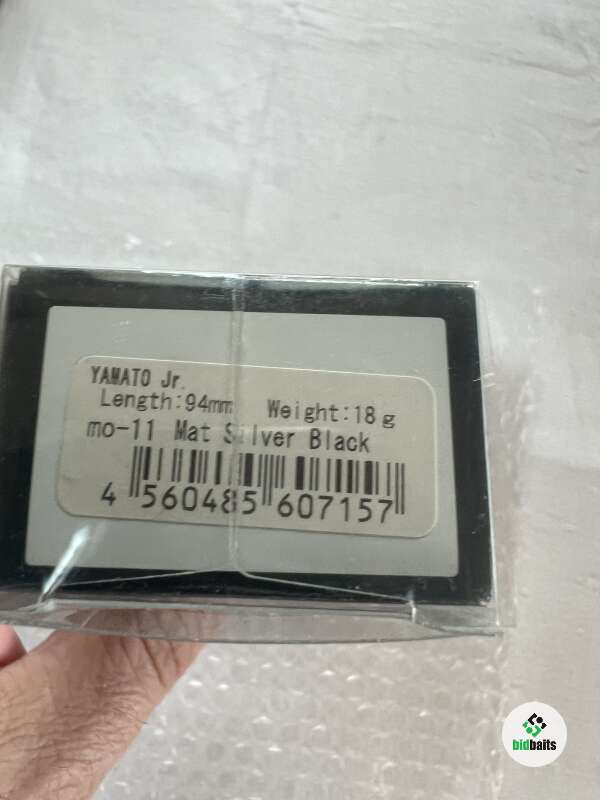 YAMATO Jr.
Length:94mm Weight:18g
mo-11 Mat Silver Black
4 560485 607157
bidbaits